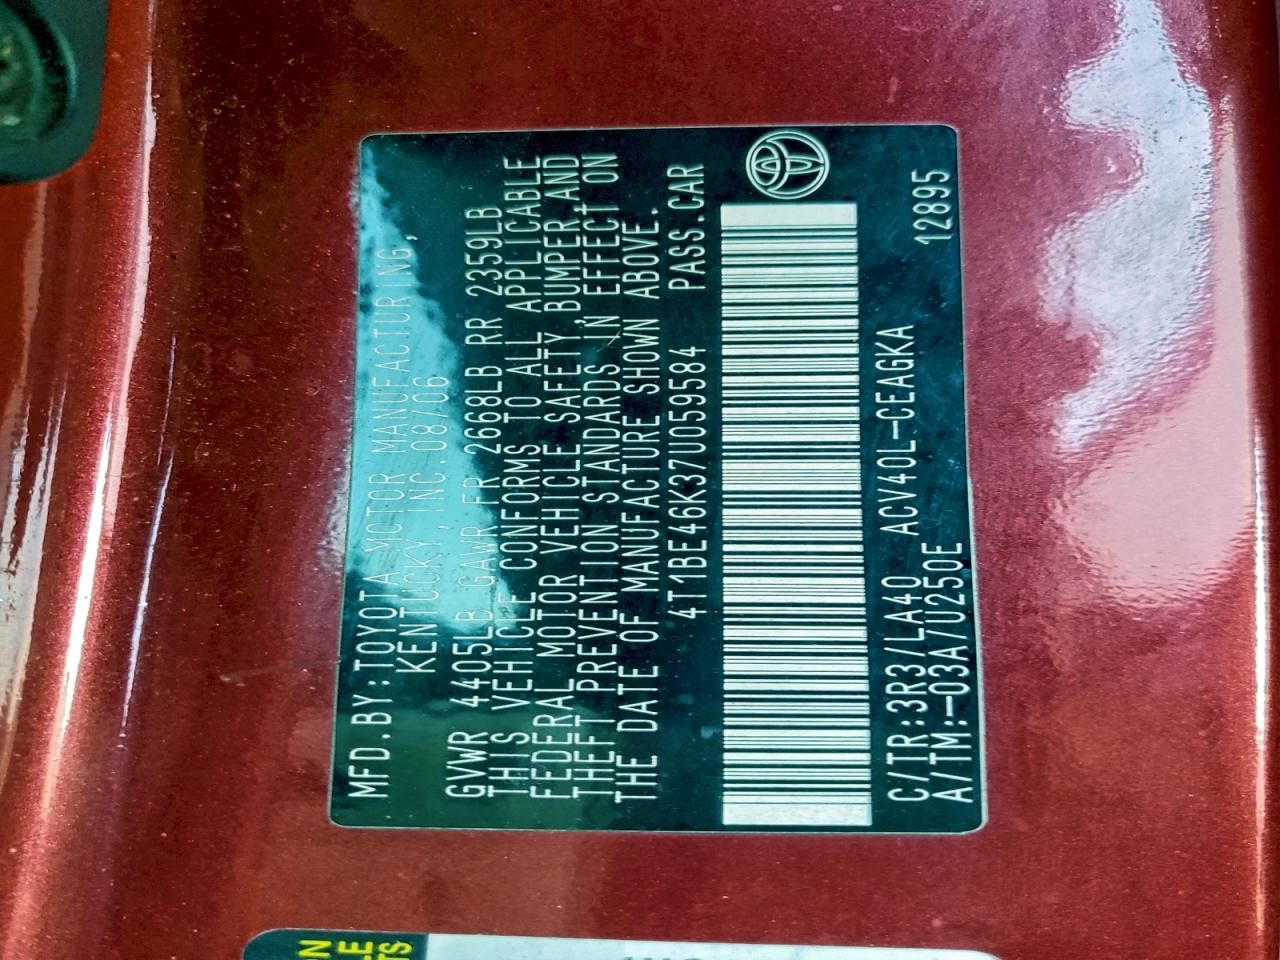 MFD.BY:TOYOTA MOTOR MANUFACTURING,
KENTUCKY, INC. 08/06
GVWR 4405LB GAWR FR 2668LB RR 2359LB
THIS VEHICLE CONFORMS TO ALL APPLICABLE
FEDERAL MOTOR VEHICLE SAFETY, BUMPER, AND
THEFT PREVENTION STANDARDS IN EFFECT ON
THE DATE OF MANUFACTURE SHOWN ABOVE.
4T1BE46K37U059584 PASS.CAR
C/TR:3R3/LA40 ACV40L-CEAGKA 12895
A/TM:-03A/U250E